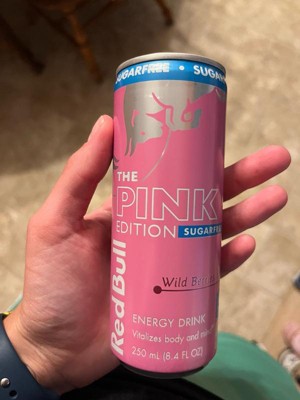 SUGARFREE • SUGAR
THE
PINK
EDITION SUGARFREE
Red Bull
Wild Ber
ENERGY DRINK
Vitalizes body and
250 mL (8.4 FL OZ)